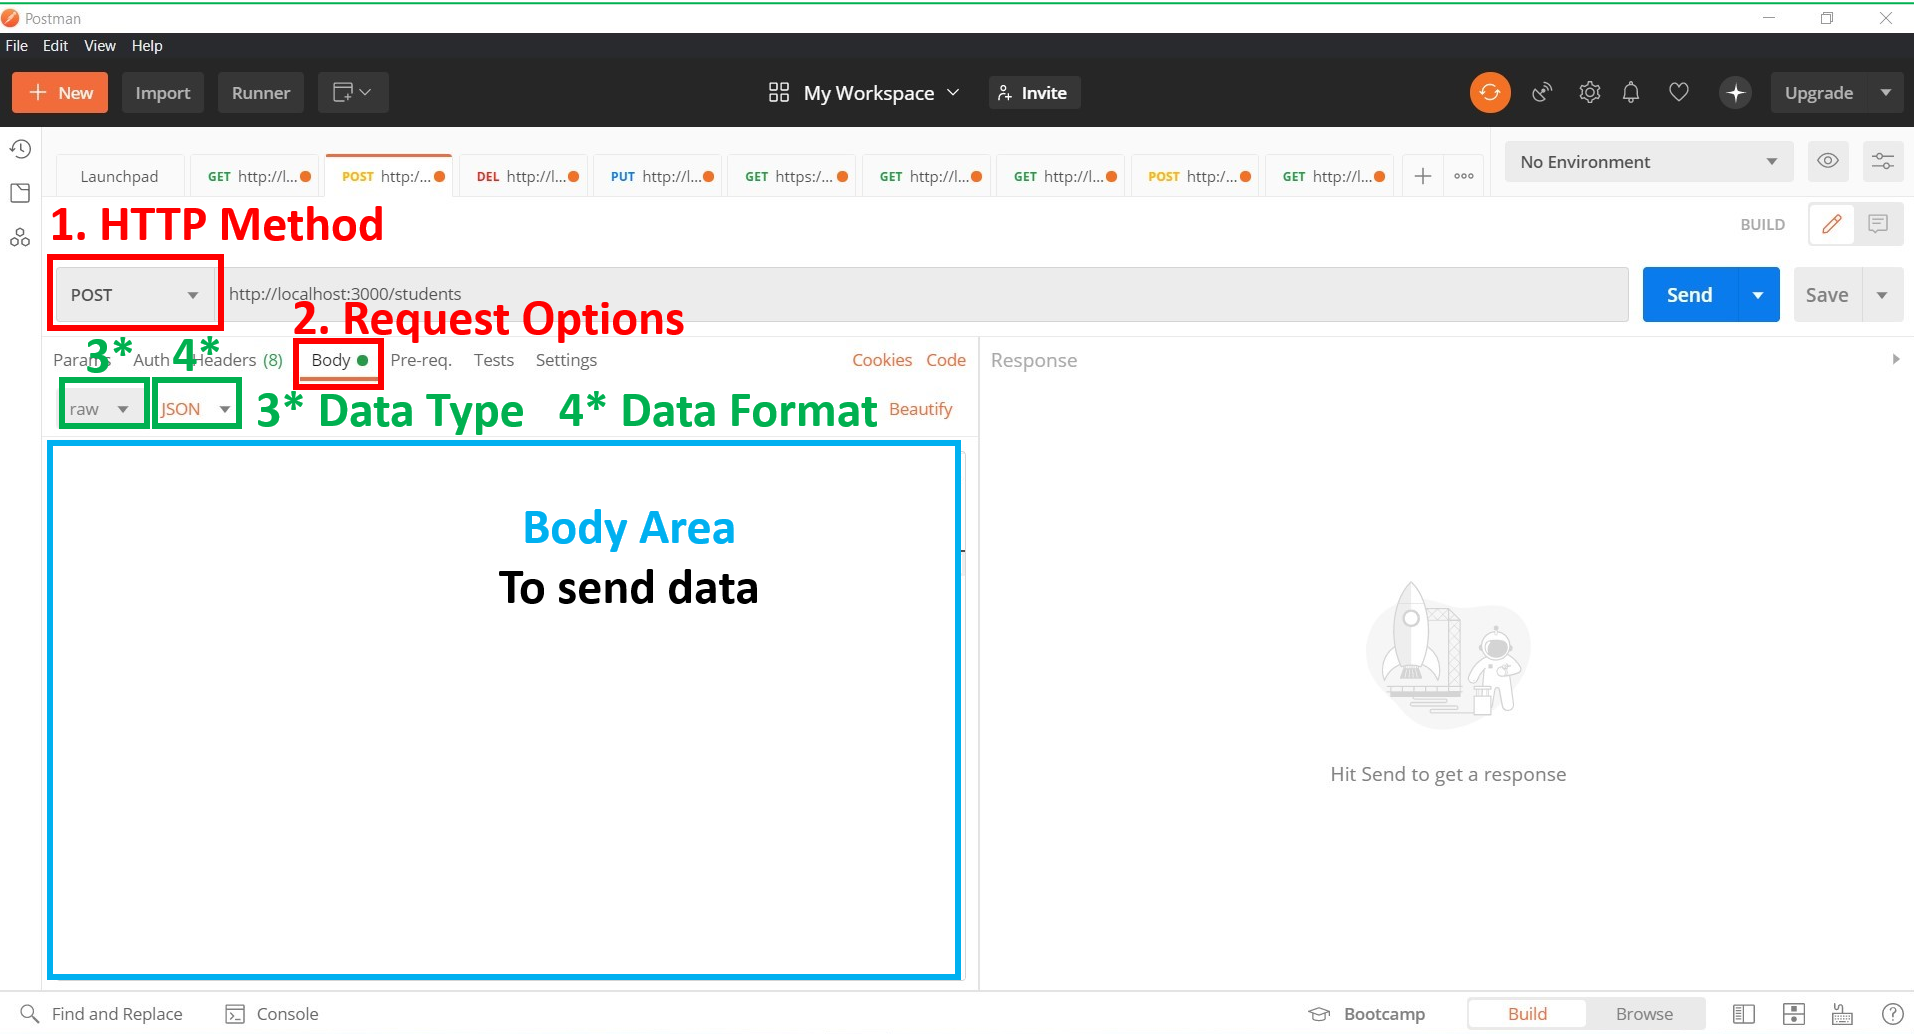 Postman
File Edit View Help
New Import Runner My Workspace Invite Upgrade
Launchpad GET http://l... POST http:/... DEL http://l... PUT http://l... GET https:/... GET http://l... GET http://l... POST http:/... GET http://l... No Environment
1. HTTP Method
BUILD
POST http://localhost:3000/students Send Save
2. Request Options
3* 4*
Params Auth Headers (8) Body Pre-req. Tests Settings Cookies Code Response
raw JSON 3* Data Type 4* Data Format Beautify
Body Area
To send data
Hit Send to get a response
Find and Replace Console Bootcamp Build Browse